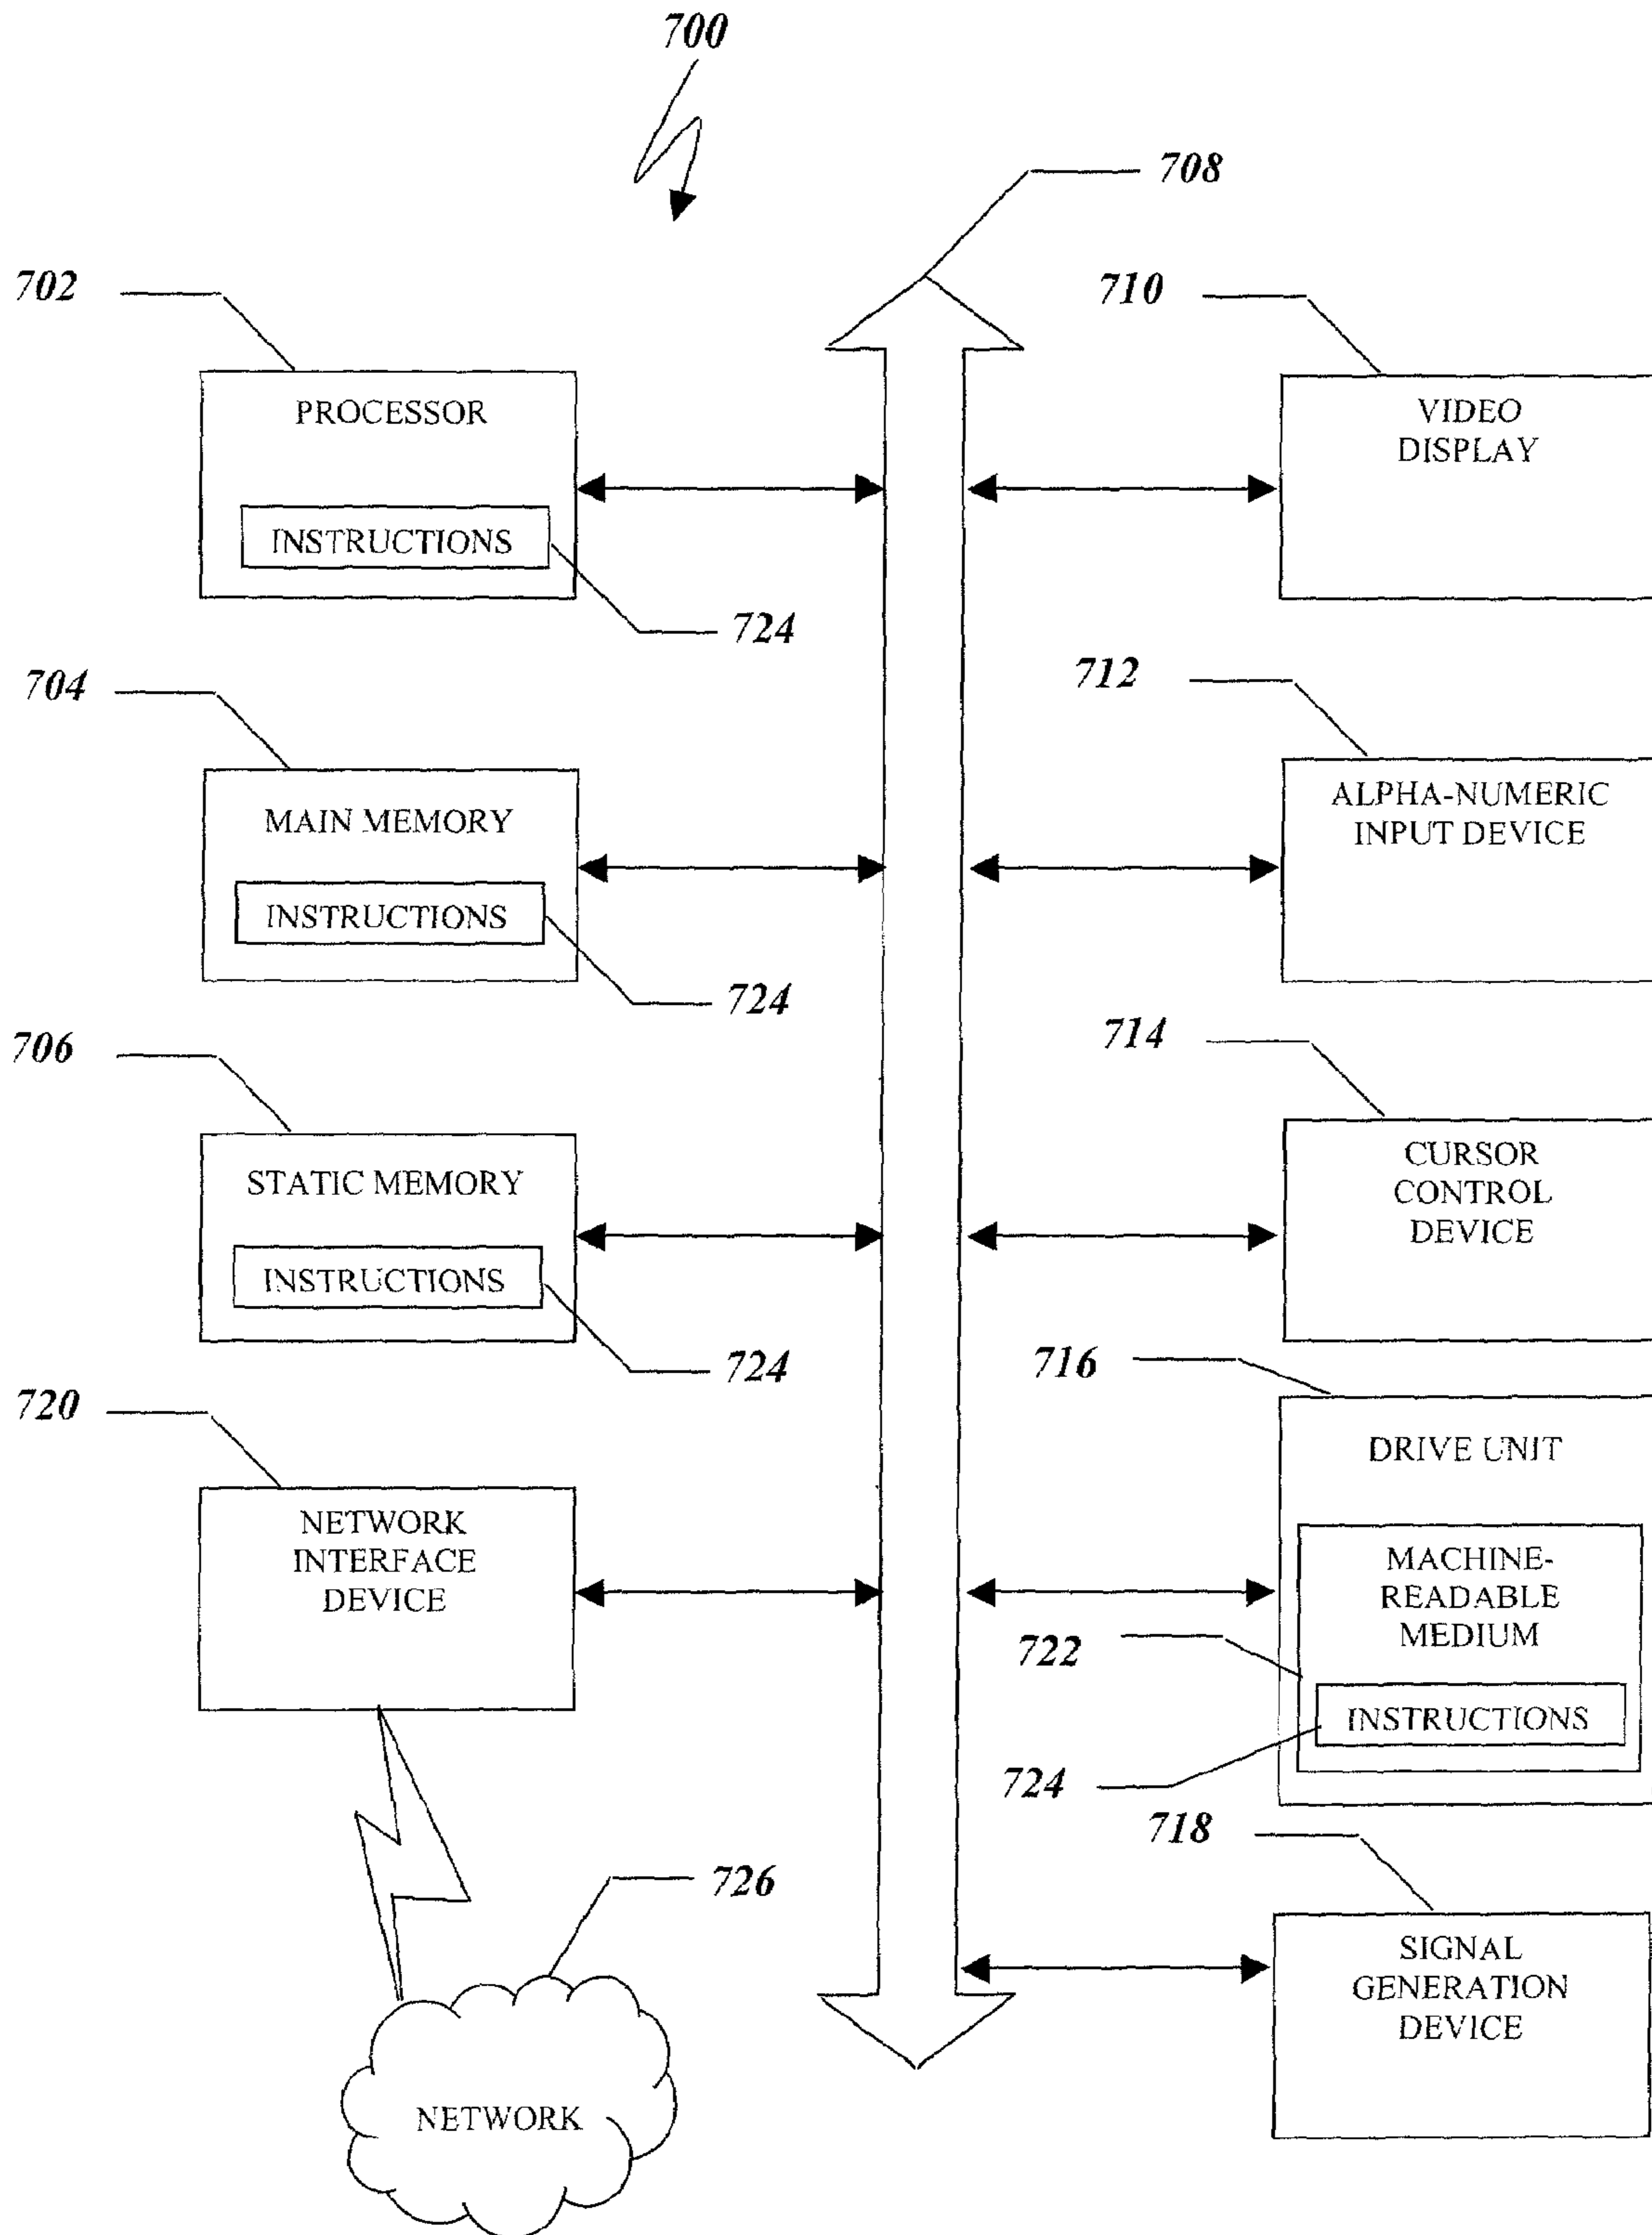 700
708
702
PROCESSOR
INSTRUCTIONS
724
710
VIDEO
DISPLAY
704
MAIN MEMORY
INSTRUCTIONS
724
712
ALPHA-NUMERIC
INPUT DEVICE
706
STATIC MEMORY
INSTRUCTIONS
724
714
CURSOR
CONTROL
DEVICE
720
NETWORK
INTERFACE
DEVICE
716
DRIVE UNIT
MACHINE-
READABLE
MEDIUM
722
INSTRUCTIONS
724
726
NETWORK
718
SIGNAL
GENERATION
DEVICE